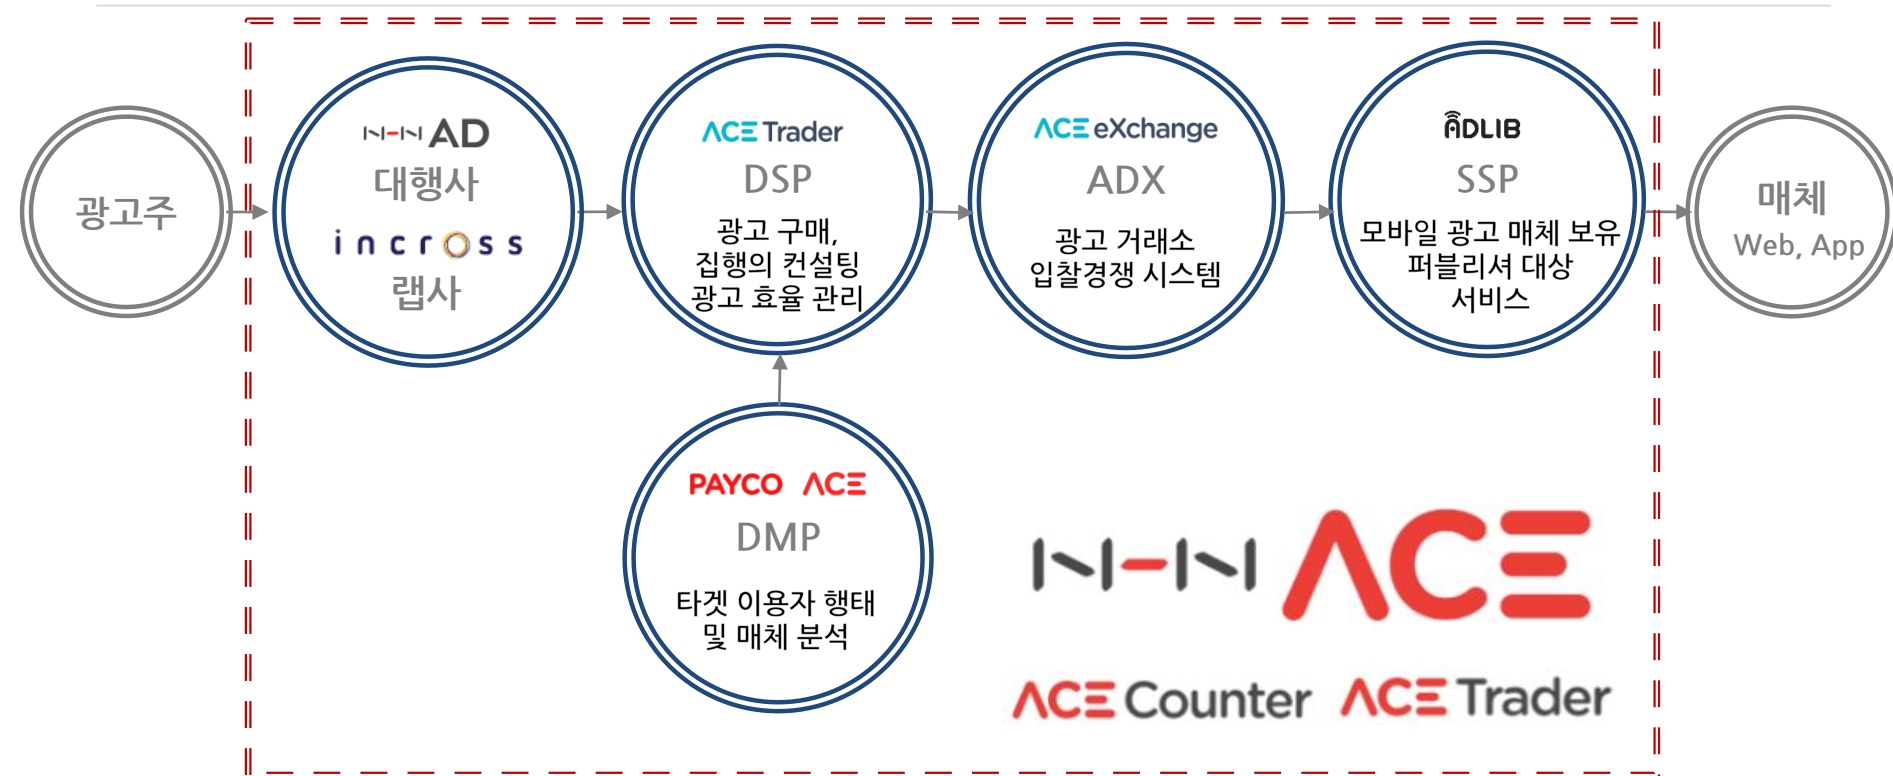 광고주
NHN AD
대행사
incross
랩사
ACE Trader
DSP
광고 구매,
집행의 컨설팅
광고 효율 관리
ACE eXchange
ADX
광고 거래소
입찰경쟁 시스템
ADLIB
SSP
모바일 광고 매체 보유
퍼블리셔 대상
서비스
매체
Web, App
PAYCO ACE
DMP
타겟 이용자 행태
및 매체 분석
NHN ACE
ACE Counter ACE Trader